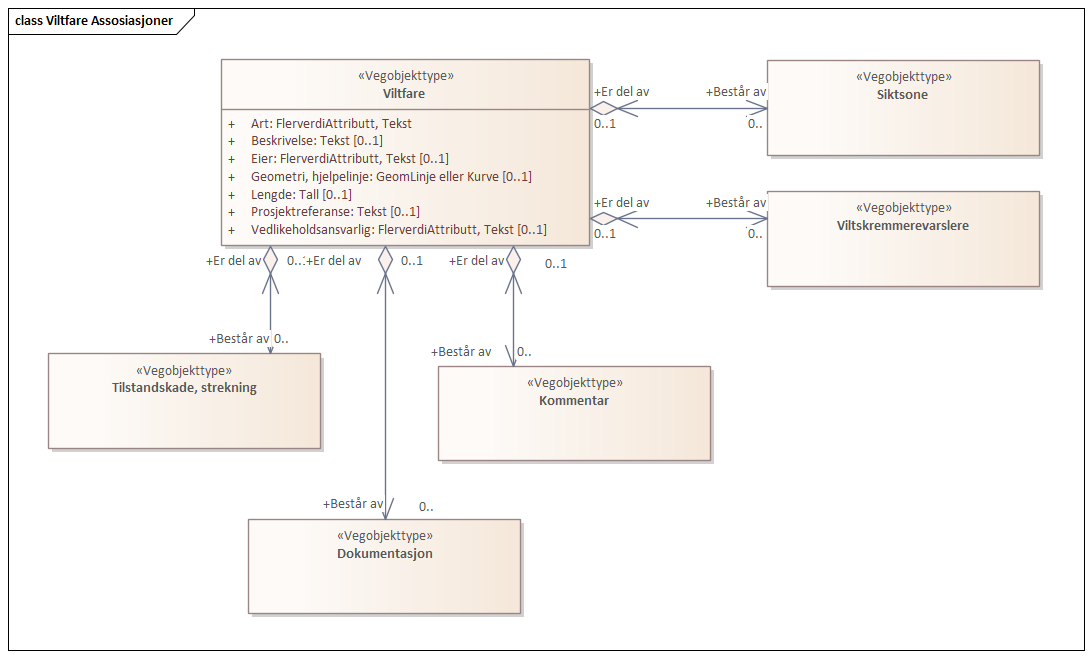 class Viltfare Assosiasjoner
«Vegobjekttype»
Viltfare
+ Art: FlerverdiAttributt, Tekst
+ Beskrivelse: Tekst [0..1]
+ Eier: FlerverdiAttributt, Tekst [0..1]
+ Geometri, hjelpelinje: GeomLinje eller Kurve [0..1]
+ Lengde: Tall [0..1]
+ Prosjektreferanse: Tekst [0..1]
+ Vedlikeholdsansvarlig: FlerverdiAttributt, Tekst [0..1]
+Er del av
+Består av
0..1
0..
«Vegobjekttype»
Siktsone
+Er del av
+Består av
0..1
0..
«Vegobjekttype»
Viltskremmerevarslere
+Er del av
0..
+Er del av
0..1
+Er del av
0..1
+Består av
0..
«Vegobjekttype»
Tilstandskade, strekning
+Består av
0..
«Vegobjekttype»
Kommentar
+Består av
0..
«Vegobjekttype»
Dokumentasjon